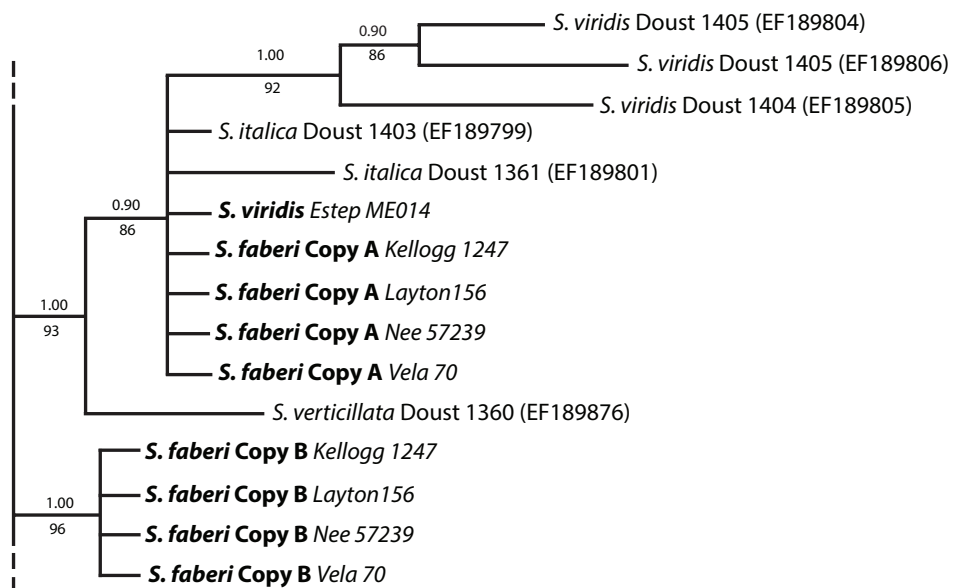 S. viridis Doust 1405 (EF189804)
0.90
86
S. viridis Doust 1405 (EF189806)
1.00
92
S. viridis Doust 1404 (EF189805)
S. italica Doust 1403 (EF189799)
S. italica Doust 1361 (EF189801)
0.90
86
S. viridis Estep ME014
S. faberi Copy A Kellogg 1247
S. faberi Copy A Layton156
1.00
93
S. faberi Copy A Nee 57239
S. faberi Copy A Vela 70
S. verticillata Doust 1360 (EF189876)
S. faberi Copy B Kellogg 1247
S. faberi Copy B Layton156
1.00
96
S. faberi Copy B Nee 57239
S. faberi Copy B Vela 70